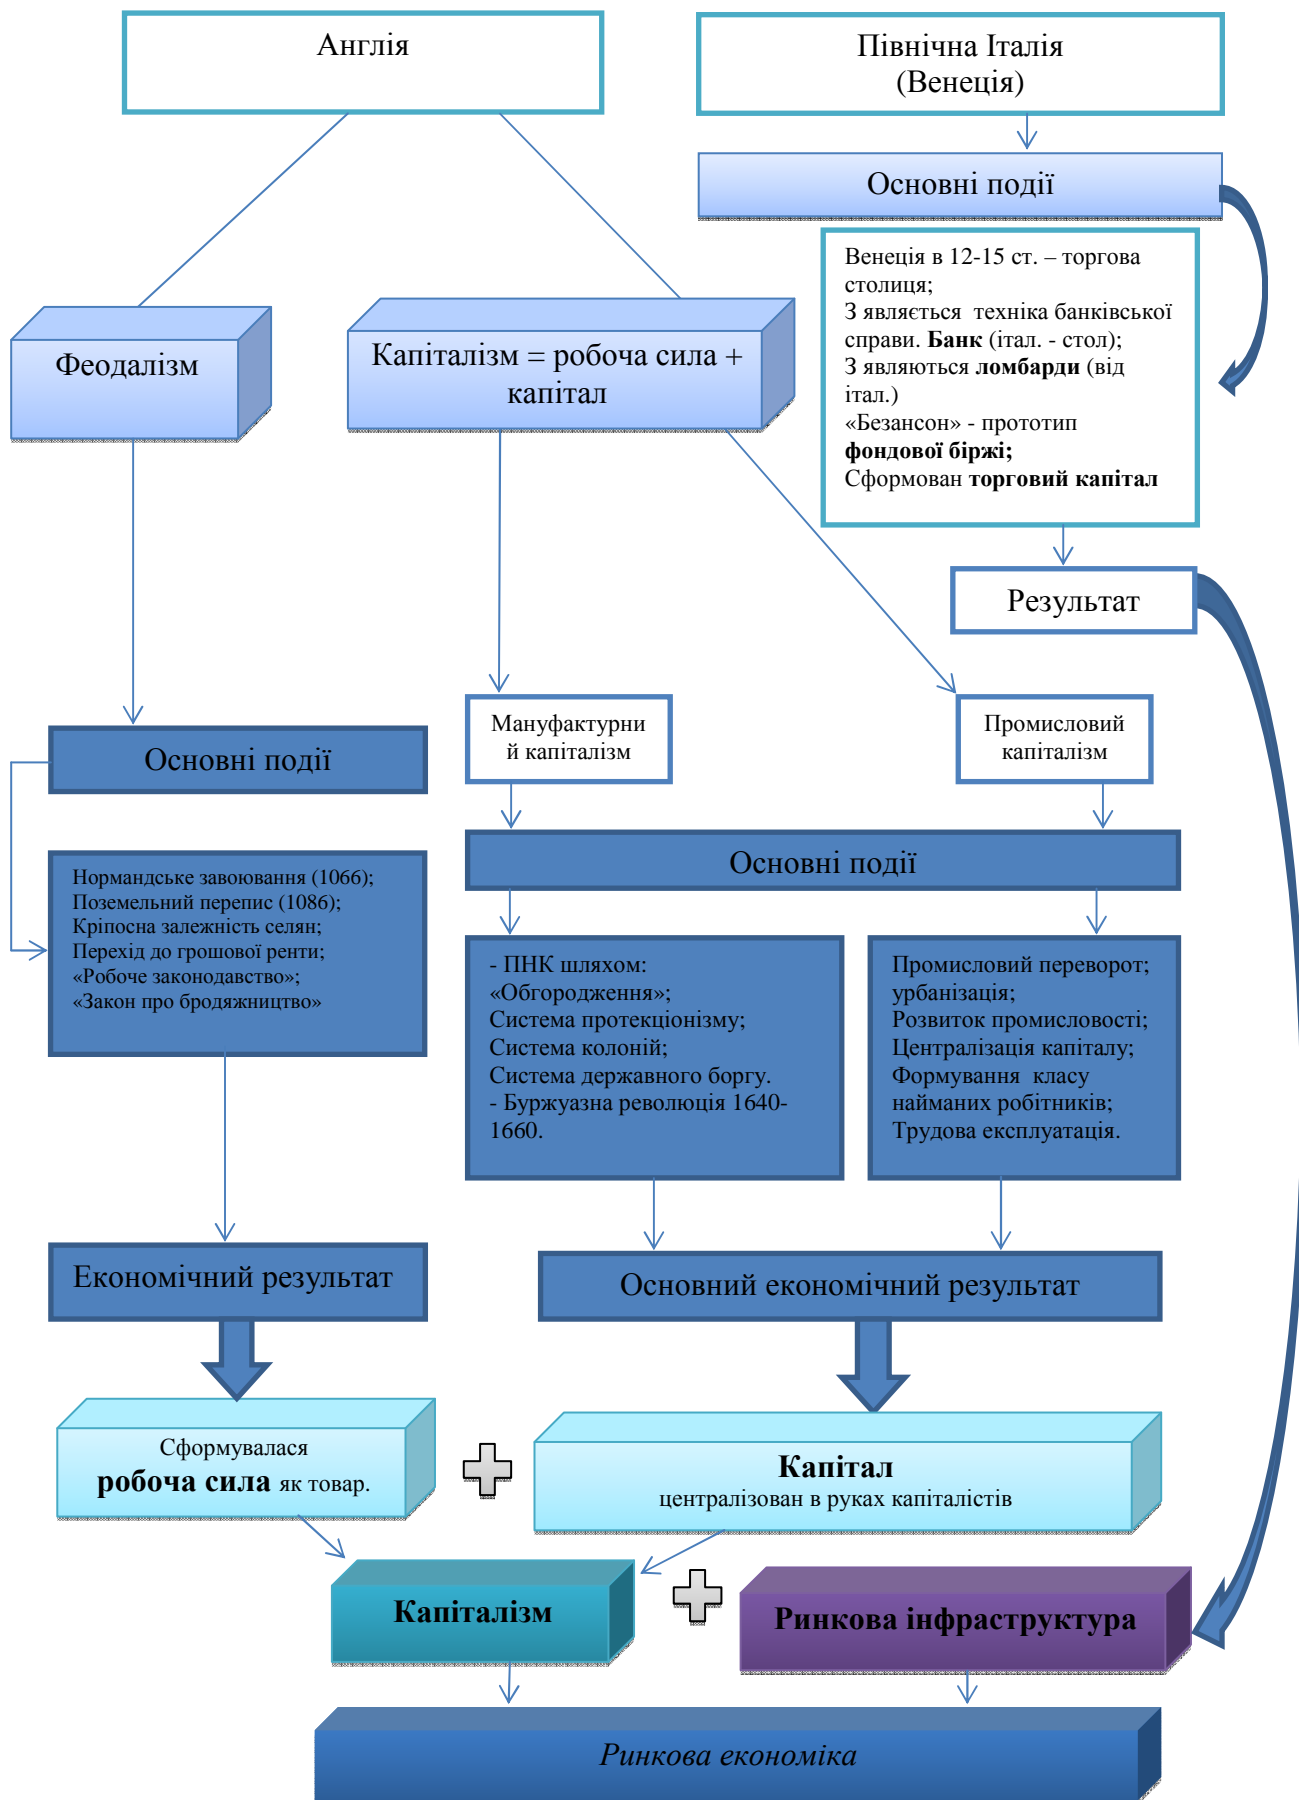 Англія
Північна Італія
(Венеція)
Основні події
Венеція в 12-15 ст. – торгова
столиця;
З являється техніка банківської
справи. Банк (італ. - стол);
З являються ломбарди (від
італ.)
«Безансон» - прототип
фондової біржі;
Сформован торговий капітал
Феодалізм
Капіталізм = робоча сила +
капітал
Результат
Мануфактурни
й капіталізм
Промисловий
капіталізм
Основні події
Основні події
Нормандське завоювання (1066);
Поземельний перепис (1086);
Кріпосна залежність селян;
Перехід до грошової ренти;
«Робоче законодавство»;
«Закон про бродяжництво»
- ПНК шляхом:
«Обгородження»;
Система протекціонізму;
Система колоній;
Система державного боргу.
- Буржуазна революція 1640-
1660.
Промисловий переворот;
урбанізація;
Розвиток промисловості;
Централізація капіталу;
Формування класу
найманих робітників;
Трудова експлуатація.
Економічний результат
Основний економічний результат
Сформувалася
робоча сила як товар.
Капітал
централізован в руках капіталістів
Капіталізм
Ринкова інфраструктура
Ринкова економіка